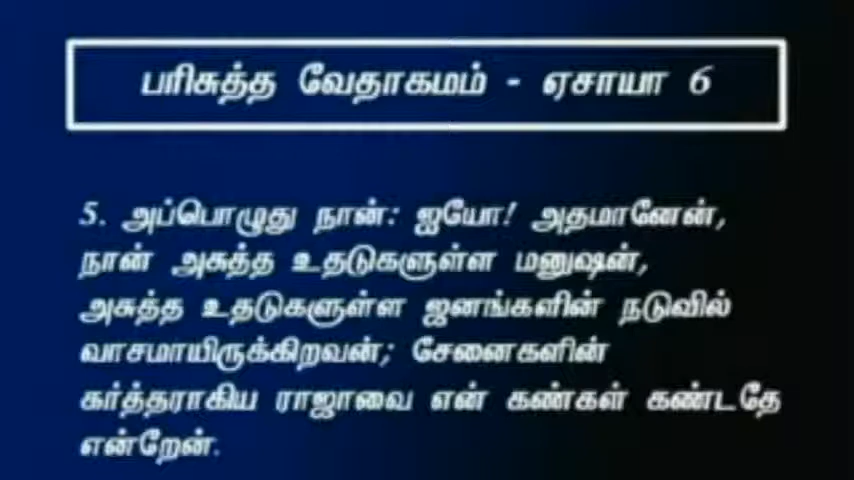 பரிசுத்த வேதாகமம் - ஏசாயா 6
5. அப்பொழுது நான்: ஐயோ! அதமானேன்,
நான் அசுத்த உதடுகளுள்ள மனுஷன்,
அசுத்த உதடுகளுள்ள ஜனங்களின் நடுவில்
வாசமாயிருக்கிறவன்; சேனைகளின்
கர்த்தராகிய ராஜாவை என் கண்கள் கண்டதே
என்றேன்.